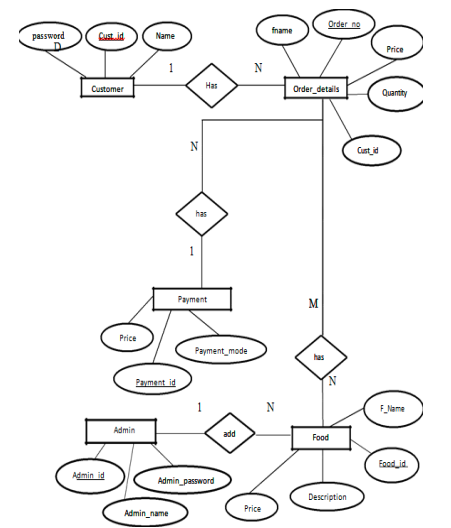 password
D
Cust_id
Name
fname
Order_no
Price
Customer
1
Has
N
Order_details
Quantity
Cust_id
N
has
1
Payment
Price
Payment_id
Payment_mode
M
has
N
Admin
1
add
N
Food
F_Name
Food_id
Admin_id
Admin_name
Admin_password
Price
Description